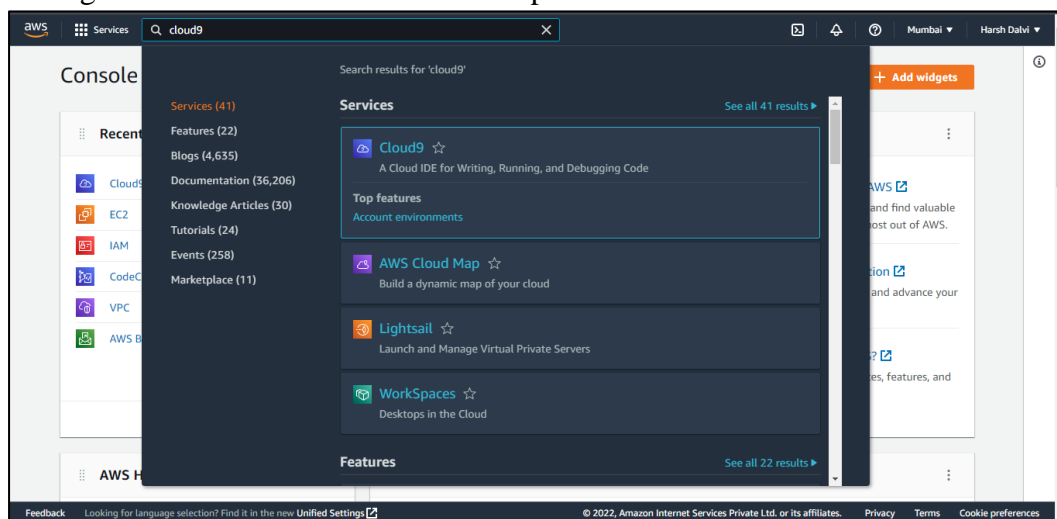 aws Services cloud9 Mumbai ▼ Harsh Dalvi ▼
Console
+ Add widgets
Search results for 'cloud9'
Services (41)
Features (22)
Blogs (4,635)
Documentation (36,206)
Knowledge Articles (30)
Tutorials (24)
Events (258)
Marketplace (11)
Services See all 41 results ▶
Cloud9
A Cloud IDE for Writing, Running, and Debugging Code
Top features
Account environments
AWS Cloud Map
Build a dynamic map of your cloud
Lightsail
Launch and Manage Virtual Private Servers
WorkSpaces
Desktops in the Cloud
Features See all 22 results ▶
Recent
Cloud9
EC2
IAM
CodeC
VPC
AWS B
AWS H
AWS
and find valuable
ost out of AWS.
tion
and advance your
s?
es, features, and
Feedback Looking for language selection? Find it in the new Unified Settings © 2022, Amazon Internet Services Private Ltd. or its affiliates. Privacy Terms Cookie preferences